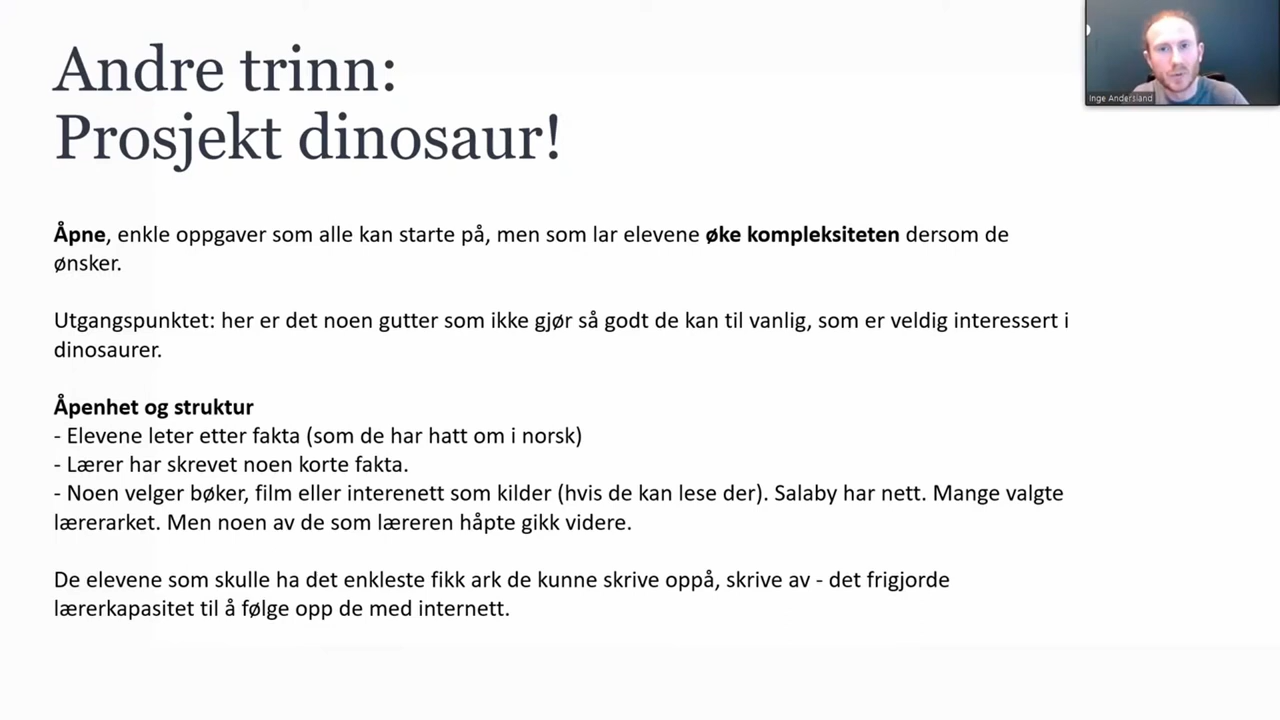 Andre trinn:
Prosjekt dinosaur!
Inge Andersland
Åpne, enkle oppgaver som alle kan starte på, men som lar elevene øke kompleksiteten dersom de
ønsker.
Utgangspunktet: her er det noen gutter som ikke gjør så godt de kan til vanlig, som er veldig interessert i
dinosaurer.
Åpenhet og struktur
- Elevene leter etter fakta (som de har hatt om i norsk)
- Lærer har skrevet noen korte fakta.
- Noen velger bøker, film eller interenett som kilder (hvis de kan lese der). Salaby har nett. Mange valgte
lærerarket. Men noen av de som læreren håpte gikk videre.
De elevene som skulle ha det enkleste fikk ark de kunne skrive oppå, skrive av - det frigjorde
lærerkapasitet til å følge opp de med internett.